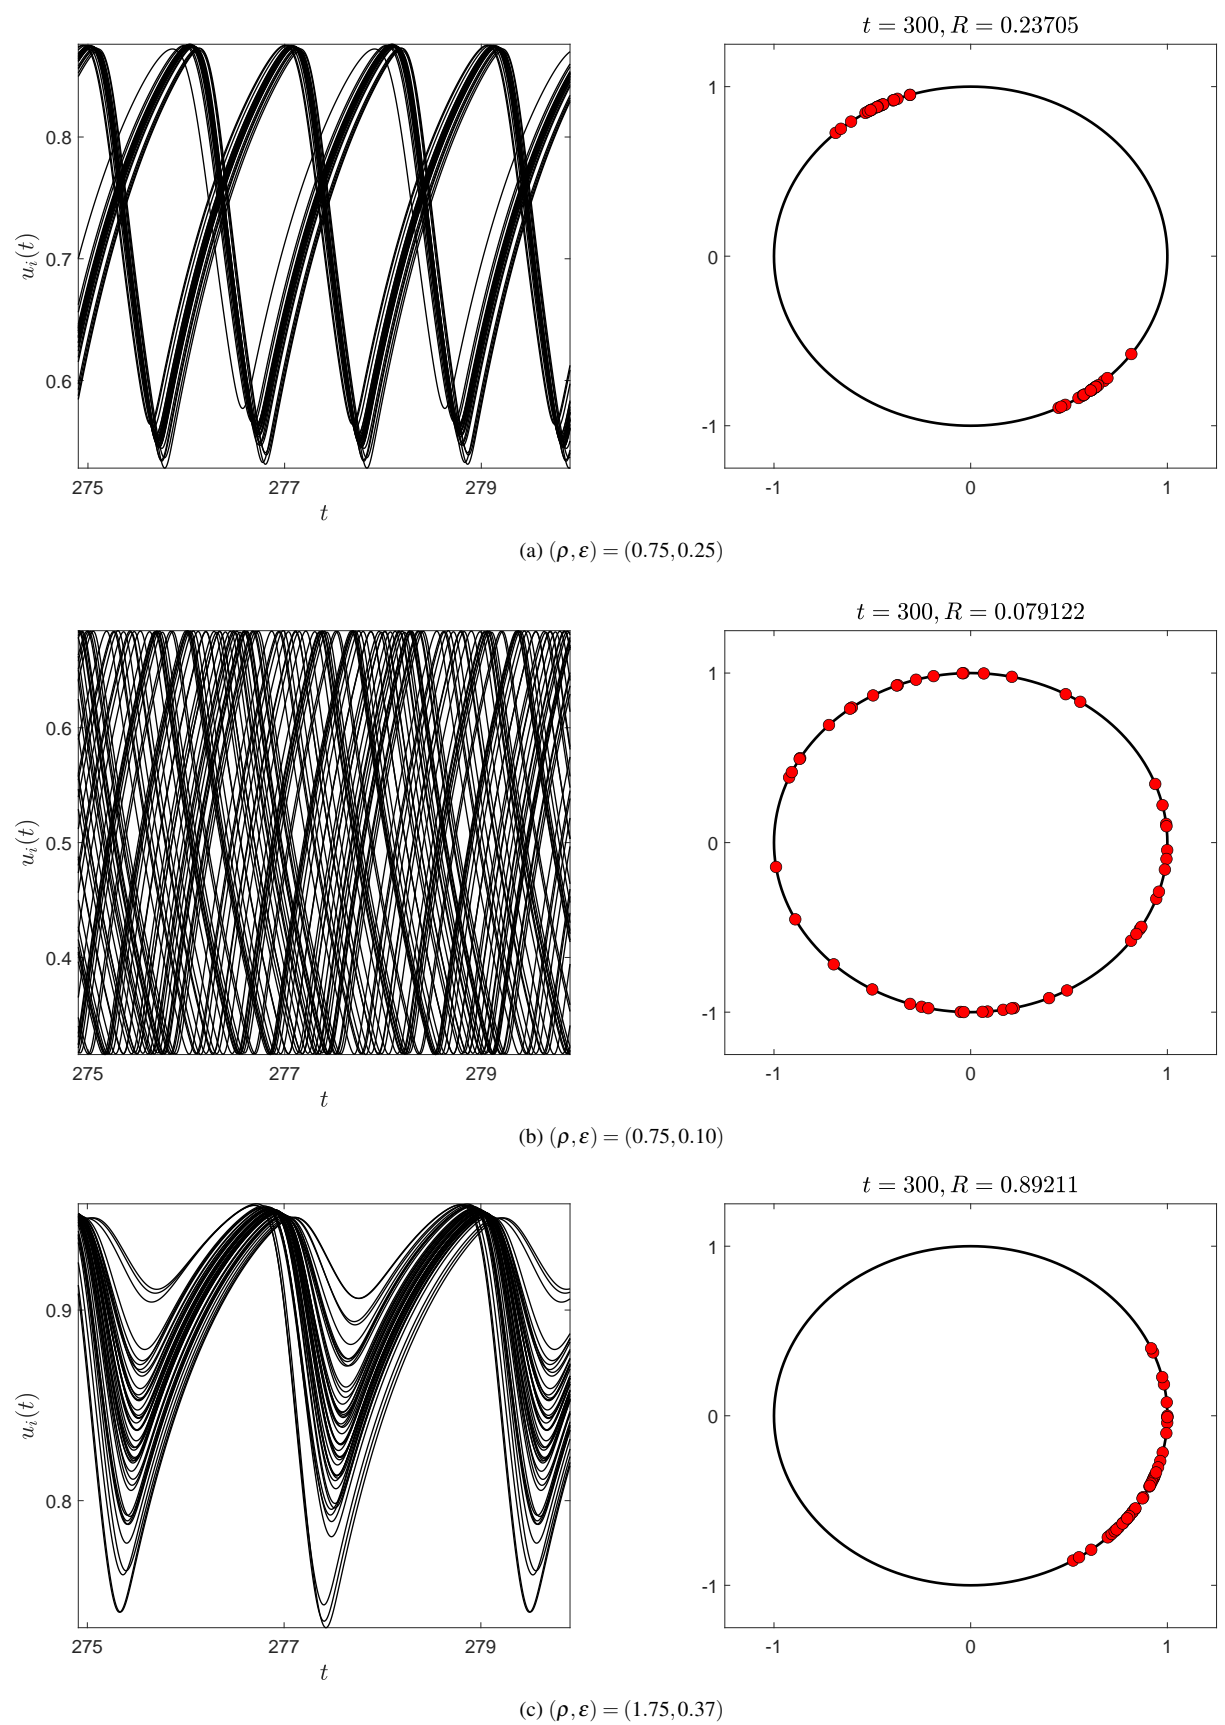 t = 300, R = 0.23705
0.8
0.7
0.6
u_i(t)
275 277 279
t
1
0
-1
-1 0 1
(a) (ρ, ε) = (0.75, 0.25)
t = 300, R = 0.079122
0.6
0.5
0.4
u_i(t)
275 277 279
t
1
0
-1
-1 0 1
(b) (ρ, ε) = (0.75, 0.10)
t = 300, R = 0.89211
0.9
0.8
u_i(t)
275 277 279
t
1
0
-1
-1 0 1
(c) (ρ, ε) = (1.75, 0.37)